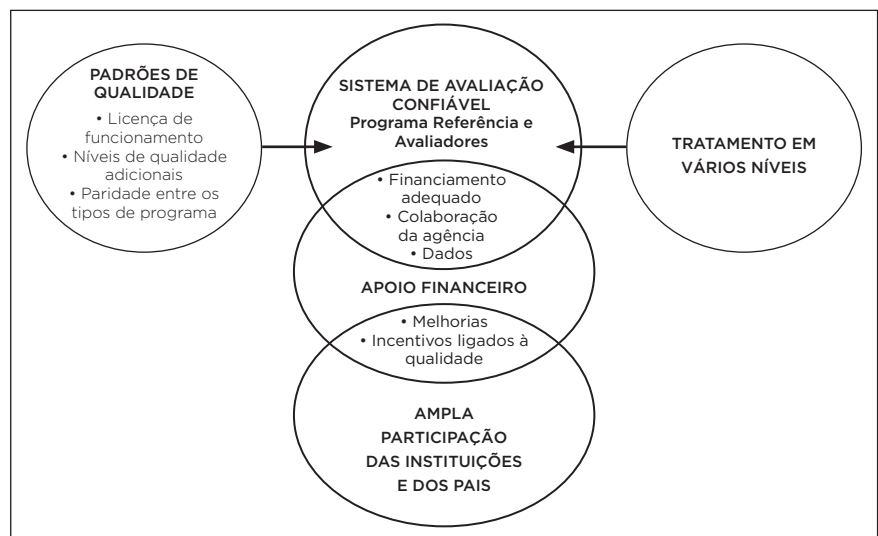 PADRÕES DE
QUALIDADE
• Licença de
funcionamento
• Níveis de qualidade
adicionais
• Paridade entre os
tipos de programa
SISTEMA DE AVALIAÇÃO
CONFIÁVEL
Programa Referência e
Avaliadores
TRATAMENTO EM
VÁRIOS NÍVEIS
• Financiamento
adequado
• Colaboração
da agência
• Dados
APOIO FINANCEIRO
• Melhorias
• Incentivos ligados à
qualidade
AMPLA
PARTICIPAÇÃO
DAS INSTITUIÇÕES
E DOS PAIS